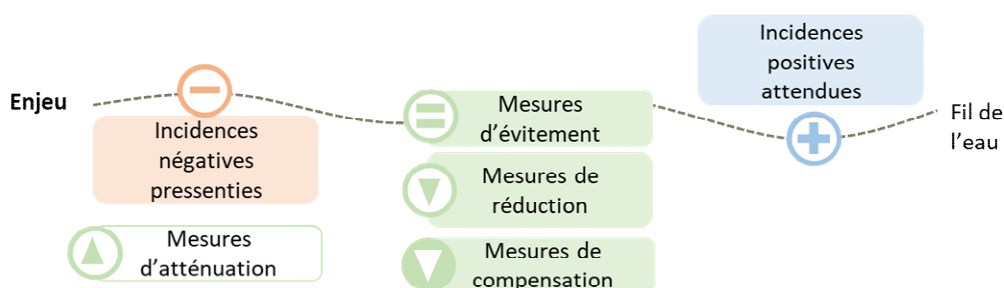 Enjeu
Incidences
négatives
pressenties
Mesures
d’atténuation
Mesures
d’évitement
Mesures de
réduction
Mesures de
compensation
Incidences
positives
attendues
Fil de
l’eau